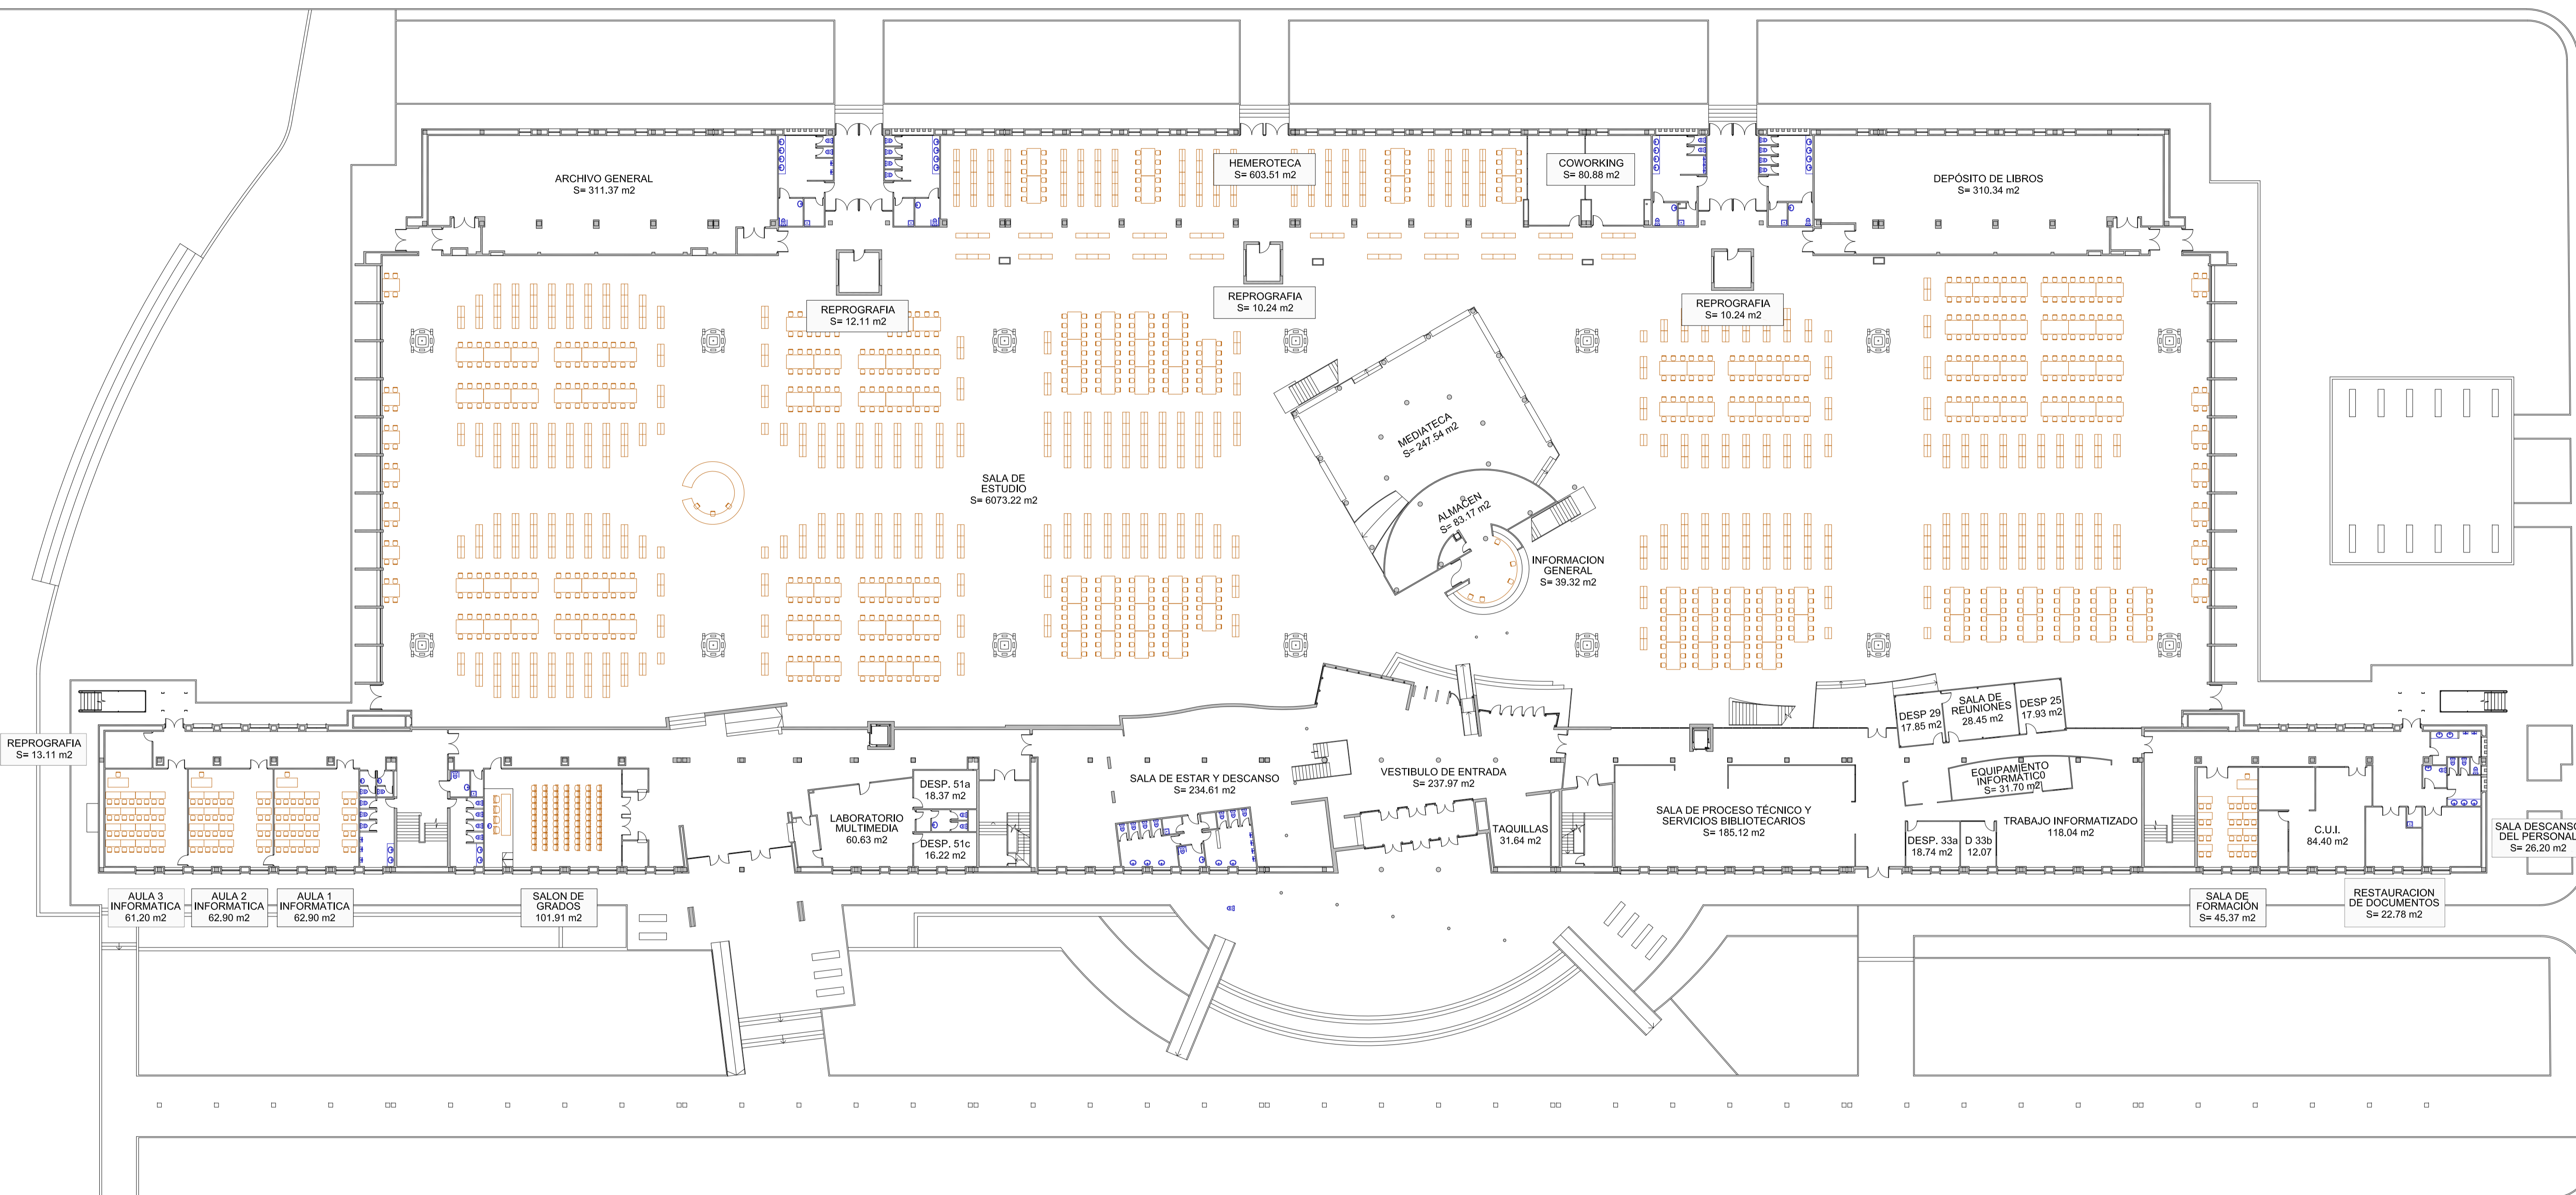 HEMEROTECA
S= 603.51 m2
COWORKING
S= 80.88 m2
ARCHIVO GENERAL
S= 311.37 m2
DEPÓSITO DE LIBROS
S= 310.34 m2
REPROGRAFIA
S= 12.11 m2
REPROGRAFIA
S= 10.24 m2
REPROGRAFIA
S= 10.24 m2
MEDIATECA
S= 247.54 m2
SALA DE
ESTUDIO
S= 6073.22 m2
ALMACEN
S= 83.17 m2
INFORMACION
GENERAL
S= 39.32 m2
DESP 29
17.85 m2
SALA DE
REUNIONES
28.45 m2
DESP 25
17.93 m2
REPROGRAFIA
S= 13.11 m2
DESP. 51a
18.37 m2
SALA DE ESTAR Y DESCANSO
S= 234.61 m2
VESTIBULO DE ENTRADA
S= 237.97 m2
EQUIPAMIENTO
INFORMÁTICO
S= 31.70 m2
LABORATORIO
MULTIMEDIA
60.63 m2
DESP. 51c
16.22 m2
TAQUILLAS
31.64 m2
SALA DE PROCESO TÉCNICO Y
SERVICIOS BIBLIOTECARIOS
S= 185.12 m2
DESP. 33a
18.74 m2
D 33b
12.07
TRABAJO INFORMATIZADO
118.04 m2
C.U.I.
84.40 m2
SALA DESCANSO
DEL PERSONAL
S= 26.20 m2
AULA 3
INFORMATICA
61.20 m2
AULA 2
INFORMATICA
62.90 m2
AULA 1
INFORMATICA
62.90 m2
SALON DE
GRADOS
101.91 m2
SALA DE
FORMACIÓN
S= 45.37 m2
RESTAURACION
DE DOCUMENTOS
S= 22.78 m2